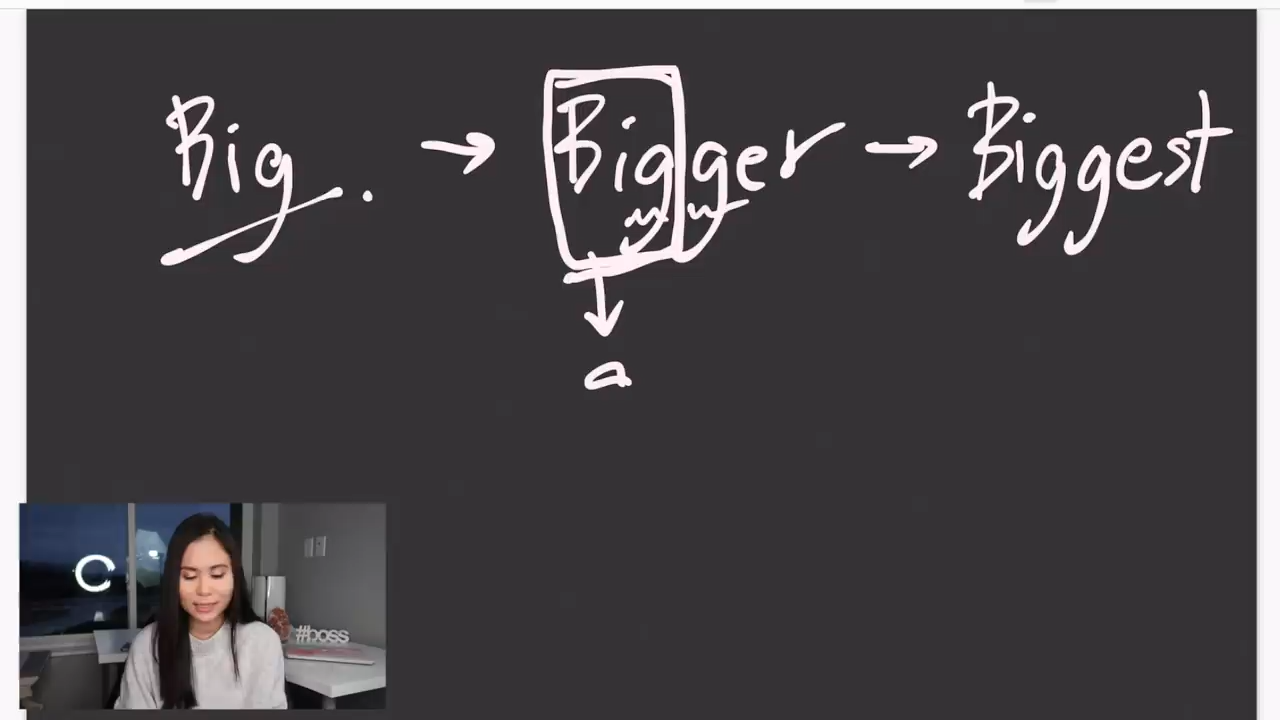 Big. → Bigger → Biggest
↓
a
#boss